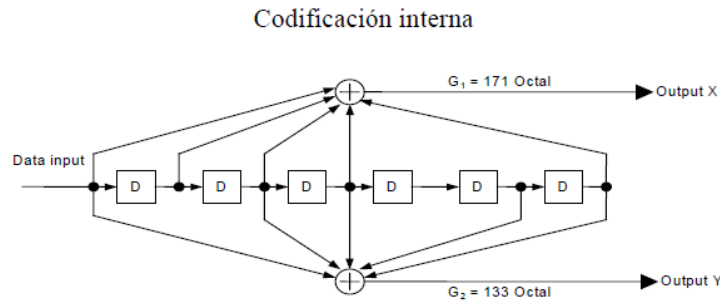 Codificación interna
G1 = 171 Octal
Output X
Data input
D D D D D D
Output Y
G2 = 133 Octal